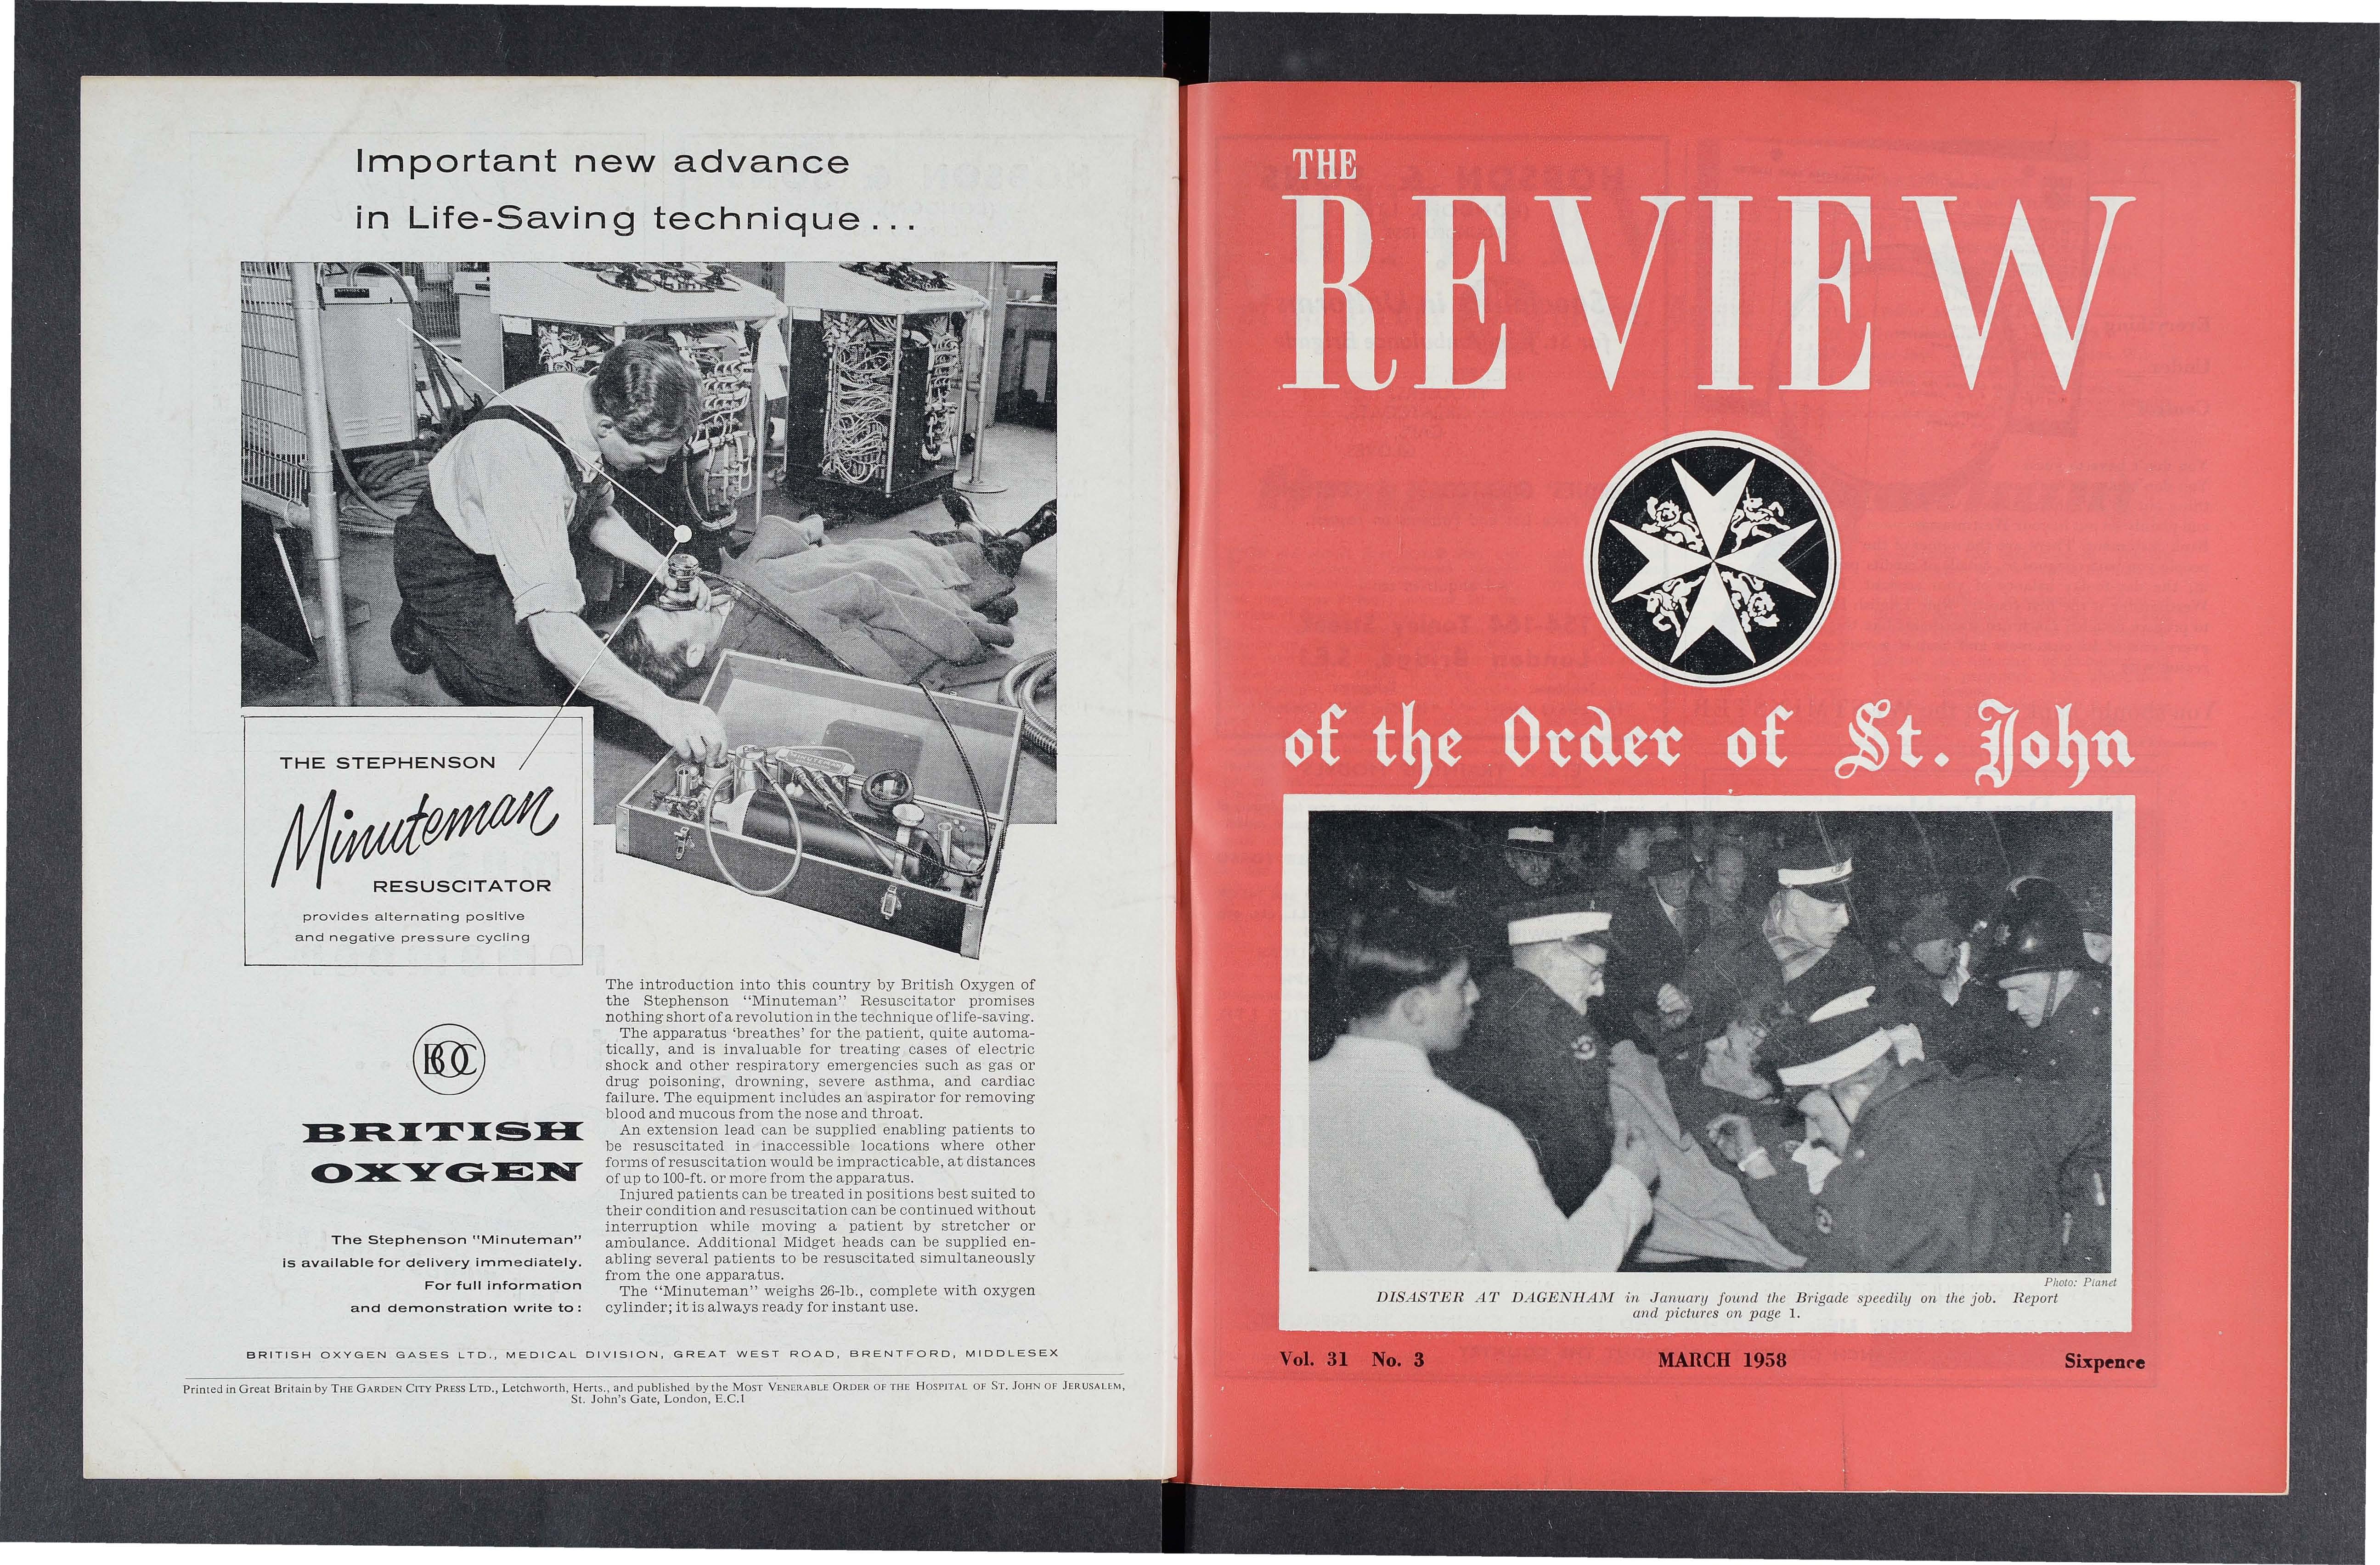 Important new advance
in Life-Saving technique...
THE STEPHENSON
Minuteman
RESUSCITATOR
provides alternating positive
and negative pressure cycling
The introduction into this country by British Oxygen of
the Stephenson "Minuteman" Resuscitator promises
nothing short of a revolution in the technique of life-saving.
The apparatus 'breathes' for the patient, quite automa-
tically, and is invaluable for treating cases of electric
shock and other respiratory emergencies such as gas or
drug poisoning, drowning, severe asthma, and cardiac
failure. The equipment includes an aspirator for removing
blood and mucous from the nose and throat.
An extension lead can be supplied enabling patients to
be resuscitated in inaccessible locations where other
forms of resuscitation would be impracticable, at distances
of up to 100-ft. or more from the apparatus.
Injured patients can be treated in positions best suited to
their condition and resuscitation can be continued without
interruption while moving a patient by stretcher or
ambulance. Additional Midget heads can be supplied en-
abling several patients to be resuscitated simultaneously
from the one apparatus.
The "Minuteman" weighs 26-lb., complete with oxygen
cylinder; it is always ready for instant use.
BOC
BRITISH
OXYGEN
The Stephenson "Minuteman"
is available for delivery immediately.
For full information
and demonstration write to:
BRITISH OXYGEN GASES LTD., MEDICAL DIVISION, GREAT WEST ROAD, BRENTFORD, MIDDLESEX
Printed in Great Britain by THE GARDEN CITY PRESS LTD., Letchworth, Herts., and published by the MOST VENERABLE ORDER OF THE HOSPITAL OF ST. JOHN OF JERUSALEM,
St. John's Gate, London, E.C.1
THE
REVIEW
of the Order of St. John
Photo: Planet
DISASTER AT DAGENHAM in January found the Brigade speedily on the job. Report
and pictures on page 1.
Vol. 31 No. 3 MARCH 1958 Sixpence